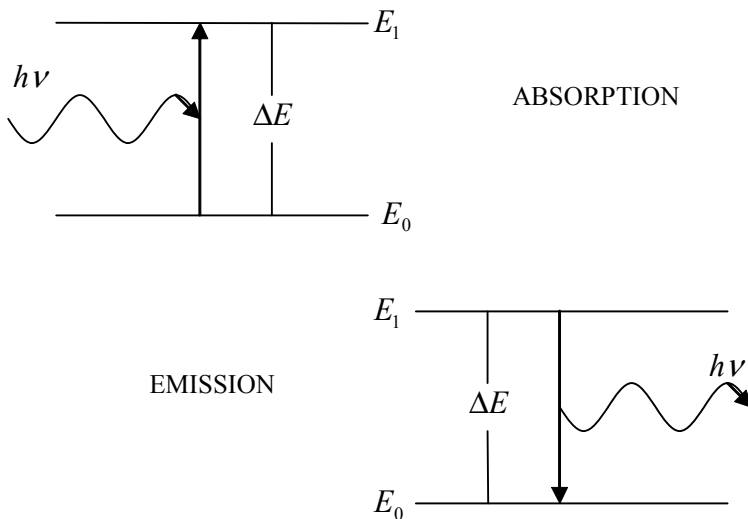 E₁
hν
ABSORPTION
ΔE
E₀
E₁
hν
EMISSION
ΔE
E₀